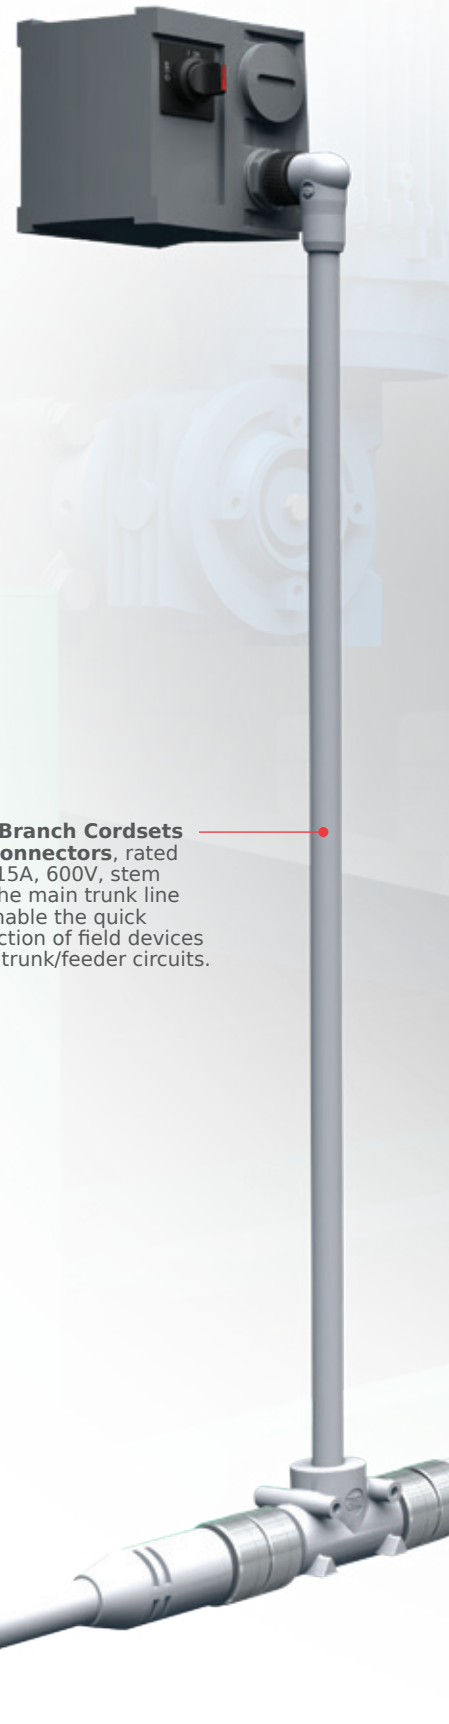 Branch Cordsets
onnectors, rated
15A, 600V, stem
he main trunk line
nable the quick
ction of field devices
trunk/feeder circuits.